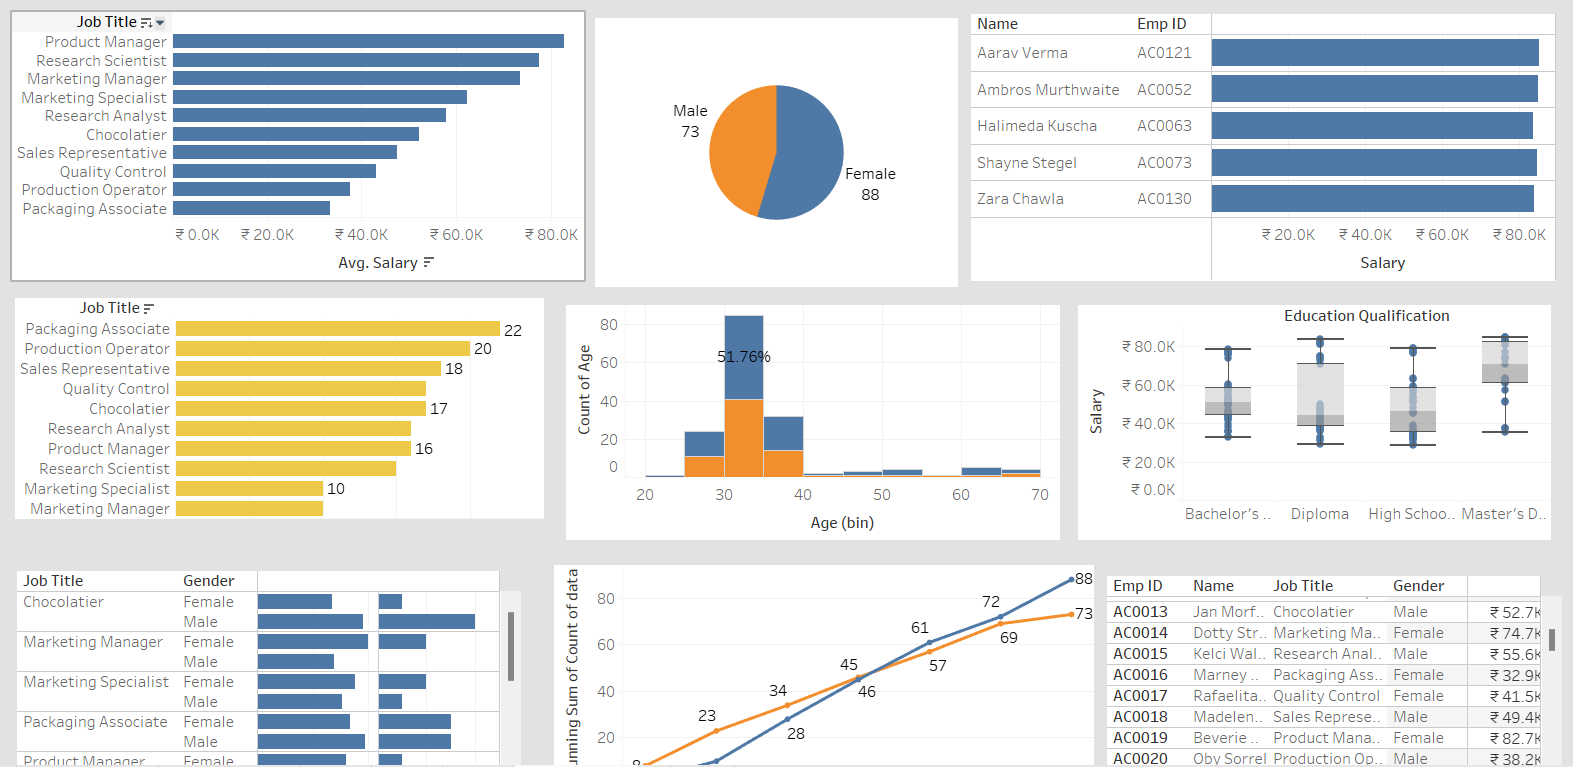 Job Title
Product Manager
Research Scientist
Marketing Manager
Marketing Specialist
Research Analyst
Chocolatier
Sales Representative
Quality Control
Production Operator
Packaging Associate
₹ 0.0K ₹ 20.0K ₹ 40.0K ₹ 60.0K ₹ 80.0K
Avg. Salary
Male
73
Female
88
Name Emp ID
Aarav Verma AC0121
Ambros Murthwaite AC0052
Halimeda Kuscha AC0063
Shayne Stegel AC0073
Zara Chawla AC0130
₹ 20.0K ₹ 40.0K ₹ 60.0K ₹ 80.0K
Salary
Job Title
Packaging Associate 22
Production Operator 20
Sales Representative 18
Quality Control
Chocolatier 17
Research Analyst
Product Manager 16
Research Scientist
Marketing Specialist 10
Marketing Manager
Count of Age
80
60
40
20
0
51.76%
20 30 40 50 60 70
Age (bin)
Education Qualification
Salary
₹ 80.0K
₹ 60.0K
₹ 40.0K
₹ 20.0K
₹ 0.0K
Bachelor's .. Diploma High Schoo.. Master's D..
Job Title Gender
Chocolatier Female
Male
Marketing Manager Female
Male
Marketing Specialist Female
Male
Packaging Associate Female
Male
Product Manager Female
unning Sum of Count of data
80
60
40
20
88
73
72
69
61
57
45
46
34
28
23
8
Emp ID Name Job Title Gender
AC0013 Jan Morf.. Chocolatier Male ₹ 52.7K
AC0014 Dotty Str.. Marketing Ma.. Female ₹ 74.7K
AC0015 Kelci Wal.. Research Anal.. Male ₹ 55.6K
AC0016 Marney .. Packaging Ass.. Female ₹ 32.9K
AC0017 Rafaelita.. Quality Control Female ₹ 41.5K
AC0018 Madelen.. Sales Represe.. Male ₹ 49.4K
AC0019 Beverie .. Product Mana.. Female ₹ 82.7K
AC0020 Oby Sorrel Production Op.. Male ₹ 38.2K